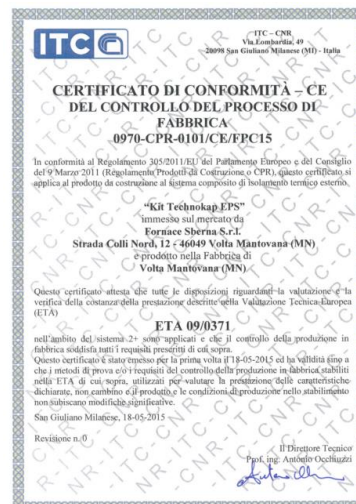 ITC
ITC – CNR
Via Lombardia, 49
20098 San Giuliano Milanese (MI) - Italia
CERTIFICATO DI CONFORMITÀ – CE
DEL CONTROLLO DEL PROCESSO DI
FABBRICA
0970-CPR-0101/CE/FPC15
In conformità al Regolamento 305/2011/EU del Parlamento Europeo e del Consiglio
del 9 Marzo 2011 (Regolamento Prodotti da Costruzione o CPR), questo certificato si
applica al prodotto da costruzione al sistema composito di isolamento termico esterno
“Kit Technokap EPS”
immesso sul mercato da
Fornace Sberna S.r.l.
Strada Colli Nord, 12 - 46049 Volta Mantovana (MN)
e prodotto nella Fabbrica di
Volta Mantovana (MN)
Questo certificato attesta che tutte le disposizioni riguardanti la valutazione e la
verifica della costanza della prestazione descritte nella Valutazione Tecnica Europea
(ETA)
ETA 09/0371
nell'ambito del sistema 2+ sono applicati e che il controllo della produzione in
fabbrica soddisfa tutti i requisiti prescritti di cui sopra.
Questo certificato è stato emesso per la prima volta il 18-05-2015 ed ha validità sino a
che i metodi di prova e/o i requisiti del controllo della produzione in fabbrica stabiliti
nella ETA di cui sopra, utilizzati per valutare la prestazione delle caratteristiche
dichiarate, non cambino e il prodotto e le condizioni di produzione nello stabilimento
non subiscano modifiche significative.
San Giuliano Milanese, 18-05-2015
Revisione n. 0
Il Direttore Tecnico
Prof. ing. Antonio Occhiuzzi